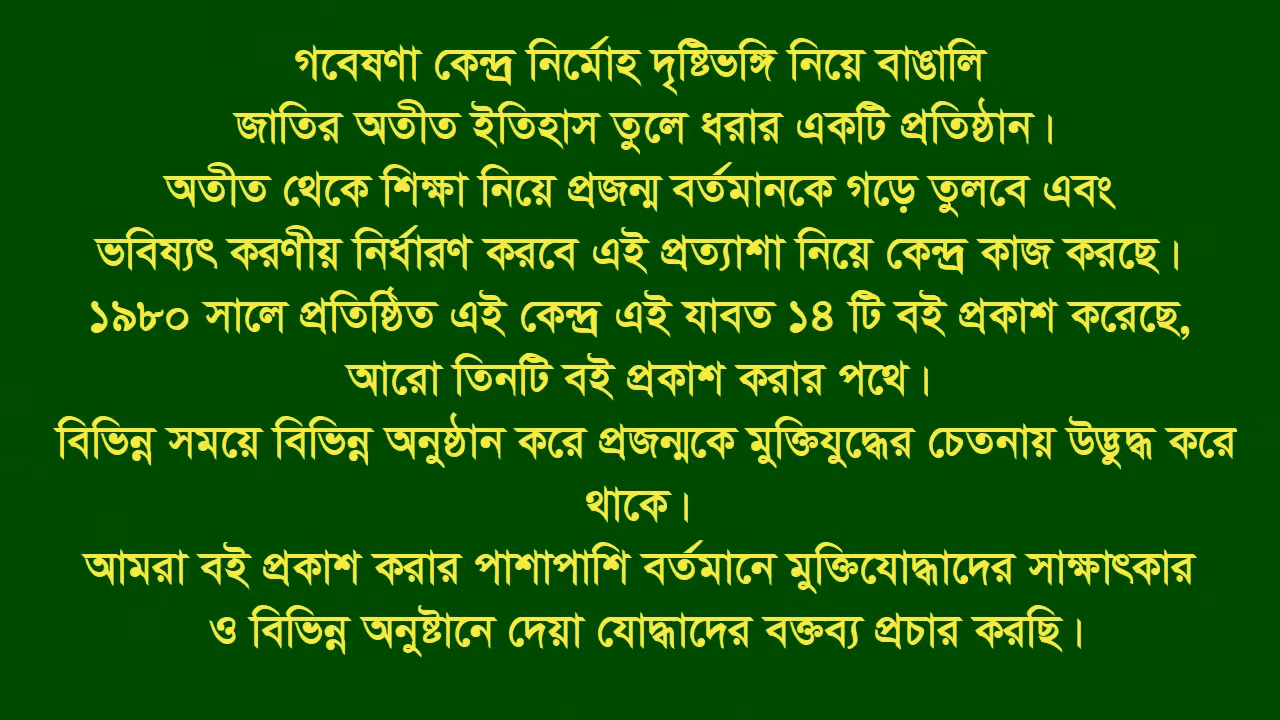 গবেষণা কেন্দ্র নির্মোহ দৃষ্টিভঙ্গি নিয়ে বাঙালি
জাতির অতীত ইতিহাস তুলে ধরার একটি প্রতিষ্ঠান।
অতীত থেকে শিক্ষা নিয়ে প্রজন্ম বর্তমানকে গড়ে তুলবে এবং
ভবিষ্যৎ করণীয় নির্ধারণ করবে এই প্রত্যাশা নিয়ে কেন্দ্র কাজ করছে।
১৯৮০ সালে প্রতিষ্ঠিত এই কেন্দ্র এই যাবত ১৪ টি বই প্রকাশ করেছে,
আরো তিনটি বই প্রকাশ করার পথে।
বিভিন্ন সময়ে বিভিন্ন অনুষ্ঠান করে প্রজন্মকে মুক্তিযুদ্ধের চেতনায় উদ্ভুদ্ধ করে
থাকে।
আমরা বই প্রকাশ করার পাশাপাশি বর্তমানে মুক্তিযোদ্ধাদের সাক্ষাৎকার
ও বিভিন্ন অনুষ্টানে দেয়া যোদ্ধাদের বক্তব্য প্রচার করছি।